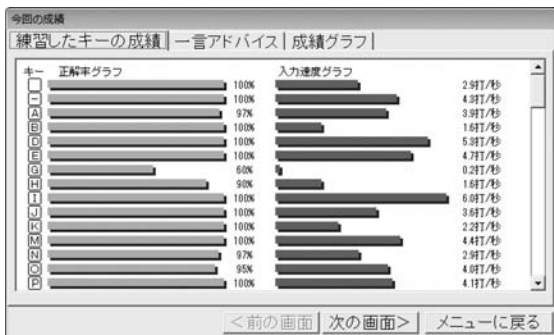 今回の成績
練習したキーの成績 一言アドバイス 成績グラフ
キー 正解率グラフ 入力速度グラフ
100% 2.9打/秒
- 100% 4.3打/秒
A 97% 3.9打/秒
B 100% 1.6打/秒
D 100% 5.3打/秒
E 100% 4.7打/秒
G 60% 0.2打/秒
H 90% 1.6打/秒
I 100% 6.0打/秒
J 100% 3.6打/秒
K 100% 2.2打/秒
M 100% 4.4打/秒
N 97% 2.9打/秒
O 95% 4.0打/秒
P 100% 4.1打/秒
<前の画面 次の画面> メニューに戻る